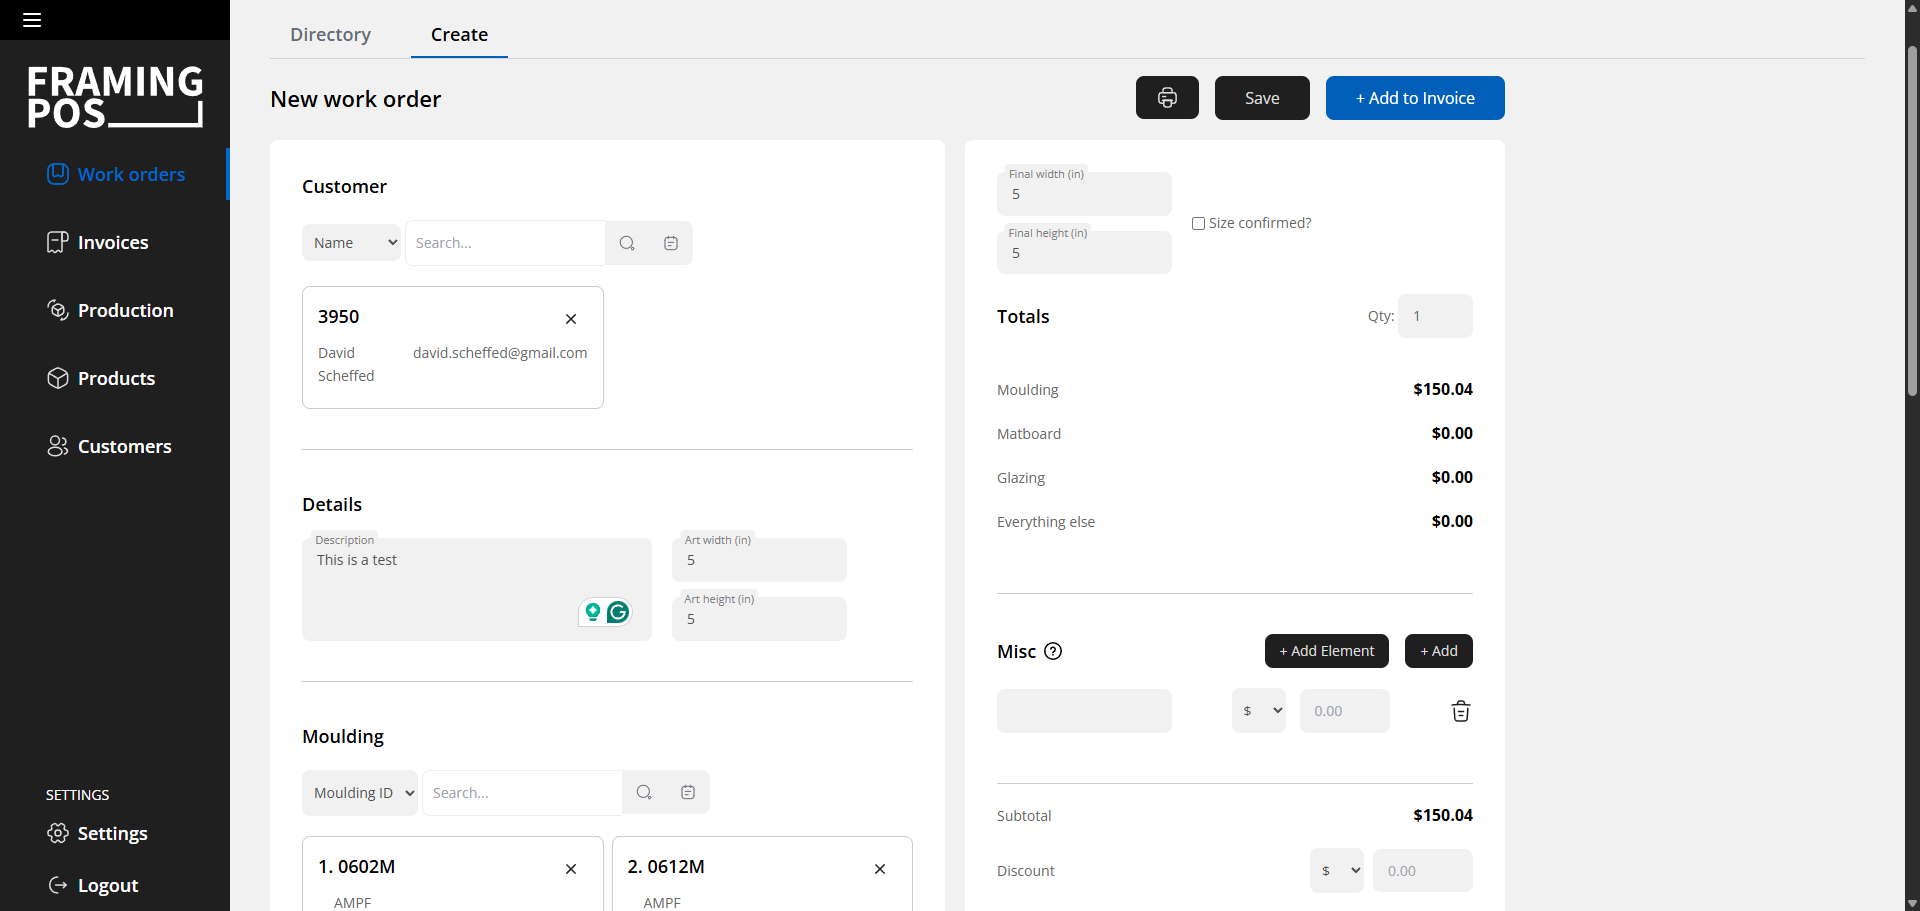 FRAMING
POS
Work orders
Invoices
Production
Products
Customers
SETTINGS
Settings
Logout
Directory
Create
New work order
Save
+ Add to Invoice
Customer
Name
Search...
3950
David
Scheffed
david.scheffed@gmail.com
Details
Description
This is a test
Art width (in)
5
Art height (in)
5
Moulding
Moulding ID
Search...
1. 0602M
AMPF
2. 0612M
AMPF
Final width (in)
5
Final height (in)
5
Size confirmed?
Totals
Qty:
1
Moulding
$150.04
Matboard
$0.00
Glazing
$0.00
Everything else
$0.00
Misc
?
+ Add Element
+ Add
$
0.00
Subtotal
$150.04
Discount
$
0.00